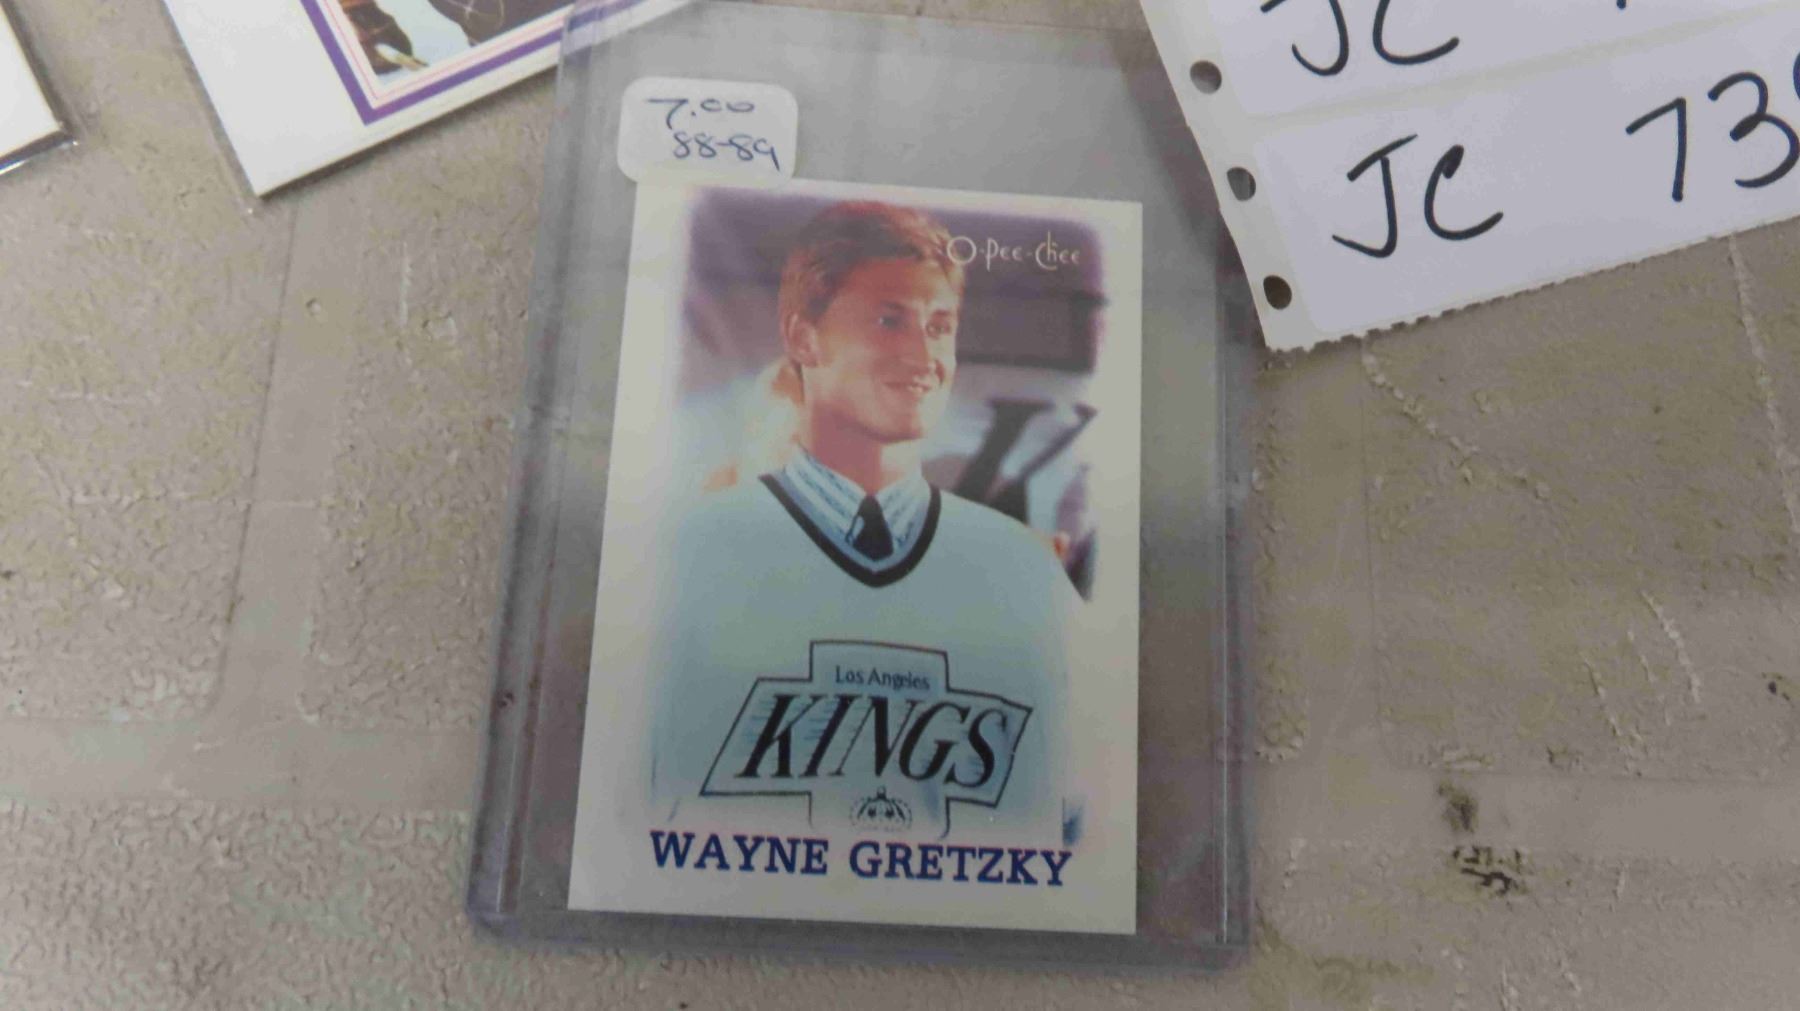 JC
JC 73
7.00
88-89
O-Pee-Chee
Los Angeles
KINGS
WAYNE GRETZKY